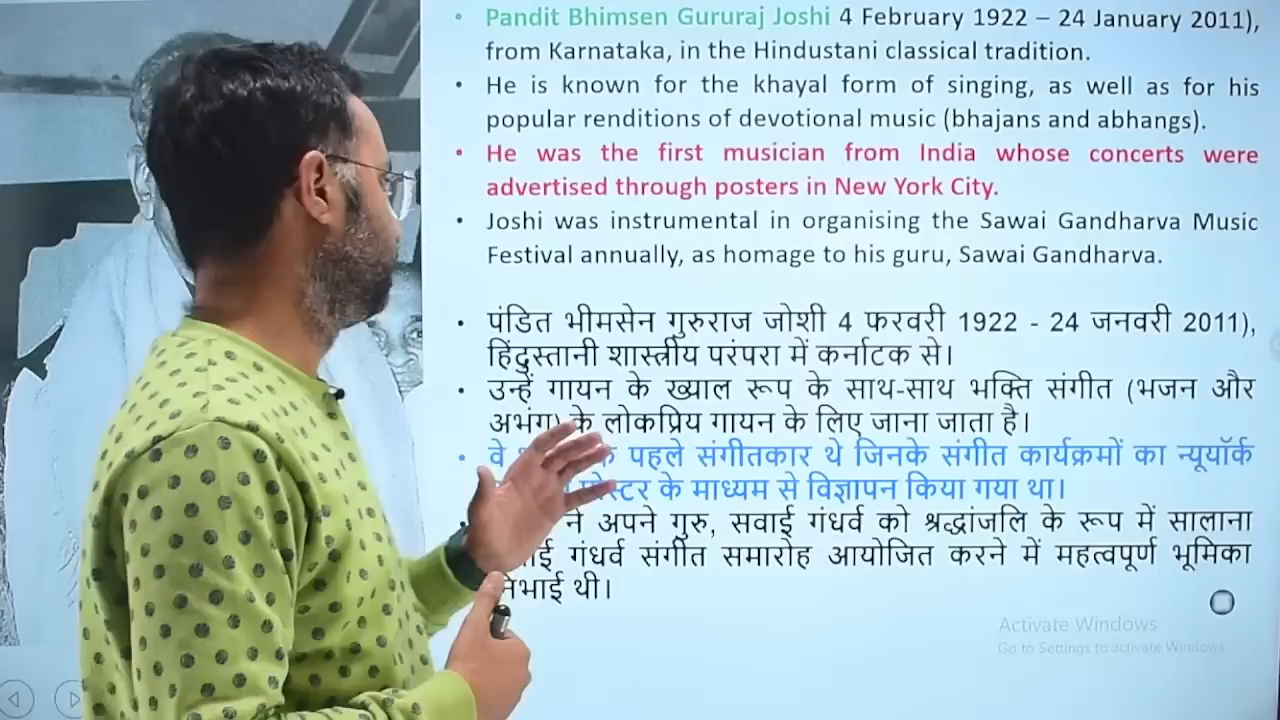 Pandit Bhimsen Gururaj Joshi 4 February 1922 – 24 January 2011),
from Karnataka, in the Hindustani classical tradition.
He is known for the khayal form of singing, as well as for his
popular renditions of devotional music (bhajans and abhangs).
He was the first musician from India whose concerts were
advertised through posters in New York City.
Joshi was instrumental in organising the Sawai Gandharva Music
Festival annually, as homage to his guru, Sawai Gandharva.
पंडित भीमसेन गुरुराज जोशी 4 फरवरी 1922 - 24 जनवरी 2011),
हिंदुस्तानी शास्त्रीय परंपरा में कर्नाटक से।
उन्हें गायन के ख्याल रूप के साथ-साथ भक्ति संगीत (भजन और
अभंग) के लोकप्रिय गायन के लिए जाना जाता है।
वे के पहले संगीतकार थे जिनके संगीत कार्यक्रमों का न्यूयॉर्क
के माध्यम से विज्ञापन किया गया था।
ने अपने गुरु, सवाई गंधर्व को श्रद्धांजलि के रूप में सालाना
गंधर्व संगीत समारोह आयोजित करने में महत्वपूर्ण भूमिका
थी।
Activate Windows
Go to Settings to activate Windows.